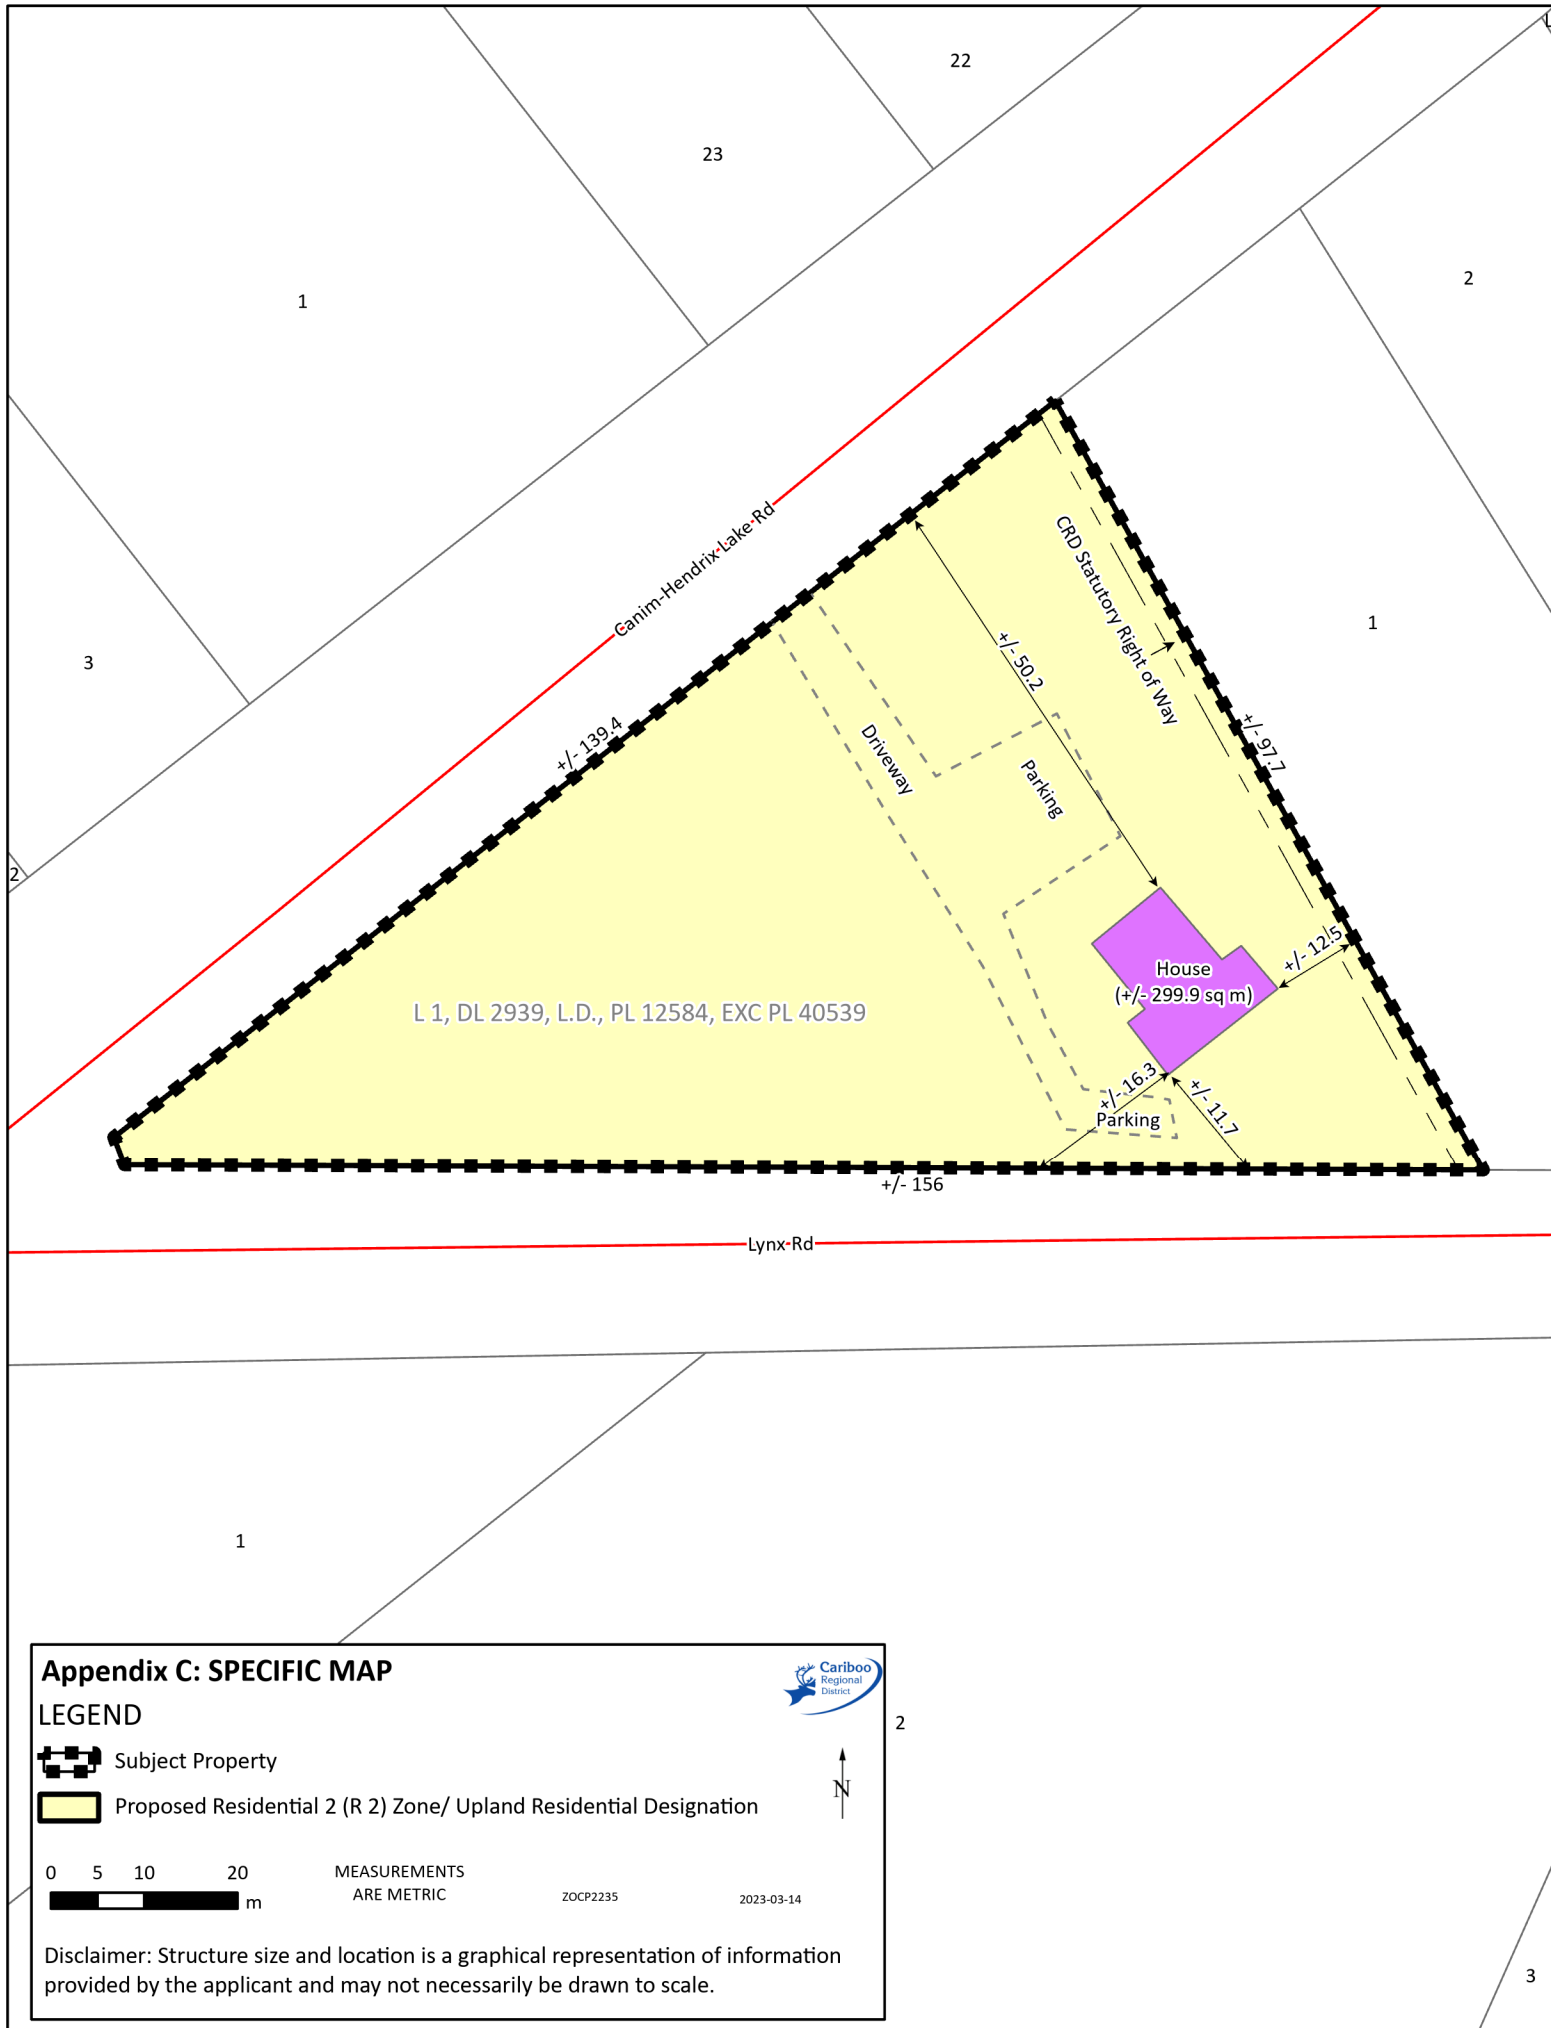 L
22
23
2
1
Canim-Hendrix-Lake-Rd
CRD Statutory Right of Way
1
3
+/- 50.2
+/- 139.4
+/- 97.7
Driveway
Parking
2
+/- 12.5
House
(+/- 299.9 sq m)
L 1, DL 2939, L.D., PL 12584, EXC PL 40539
+/- 16.3
+/- 11.7
Parking
+/- 156
Lynx Rd
1
2
3
Appendix C: SPECIFIC MAP
Cariboo
Regional
District
LEGEND
Subject Property
Proposed Residential 2 (R 2) Zone/ Upland Residential Designation
N
0 5 10 20
m
MEASUREMENTS
ARE METRIC
ZOCP2235
2023-03-14
Disclaimer: Structure size and location is a graphical representation of information
provided by the applicant and may not necessarily be drawn to scale.